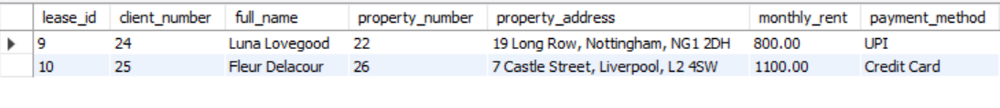 lease_id client_number full_name property_number property_address monthly_rent payment_method
9 24 Luna Lovegood 22 19 Long Row, Nottingham, NG1 2DH 800.00 UPI
10 25 Fleur Delacour 26 7 Castle Street, Liverpool, L2 4SW 1100.00 Credit Card